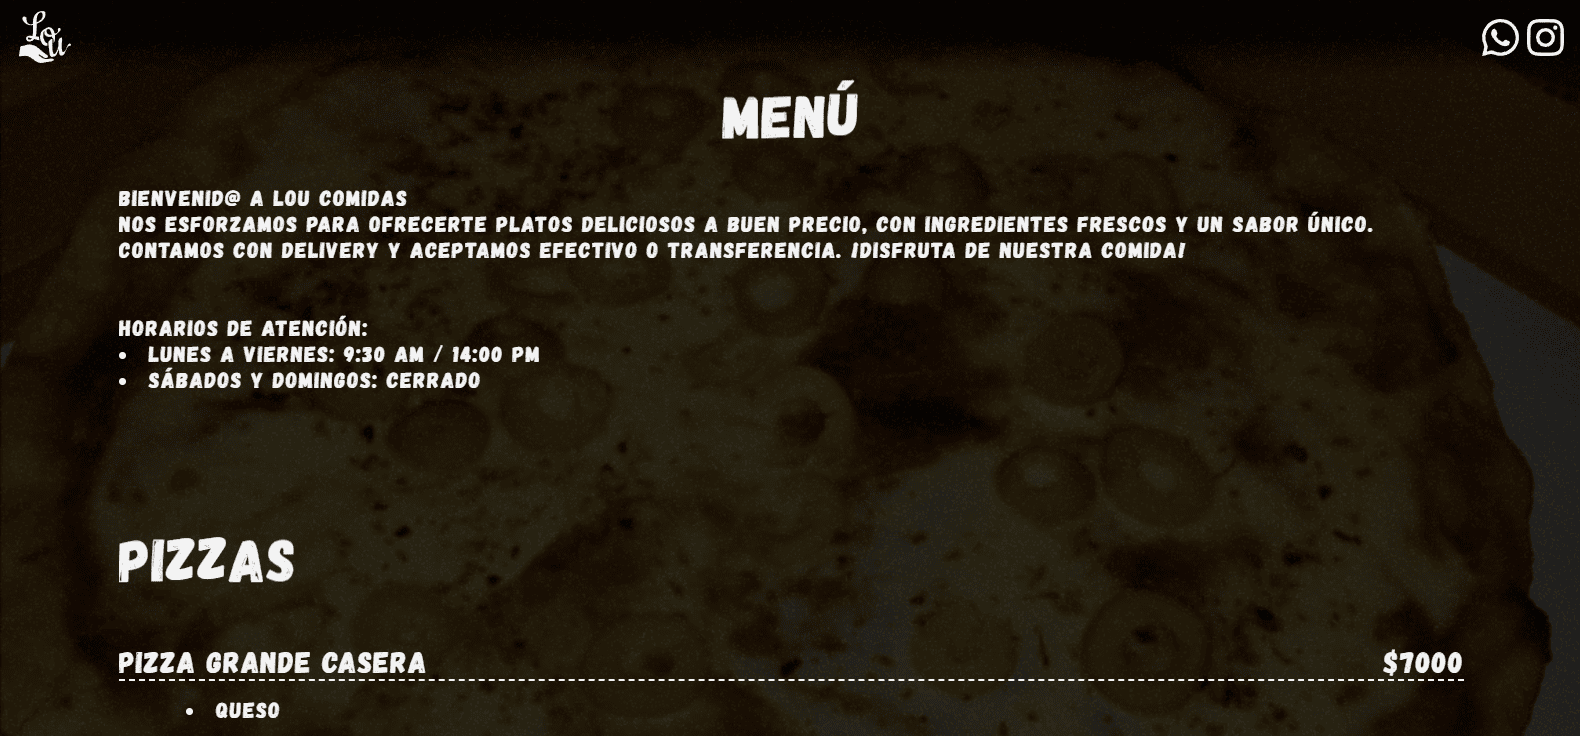 Lou
MENÚ
BIENVENID@ A LOU COMIDAS
NOS ESFORZAMOS PARA OFRECERTE PLATOS DELICIOSOS A BUEN PRECIO, CON INGREDIENTES FRESCOS Y UN SABOR ÚNICO.
CONTAMOS CON DELIVERY Y ACEPTAMOS EFECTIVO O TRANSFERENCIA. ¡DISFRUTA DE NUESTRA COMIDA!
HORARIOS DE ATENCIÓN:
• LUNES A VIERNES: 9:30 AM / 14:00 PM
• SÁBADOS Y DOMINGOS: CERRADO
PIZZAS
PIZZA GRANDE CASERA $7000
• QUESO